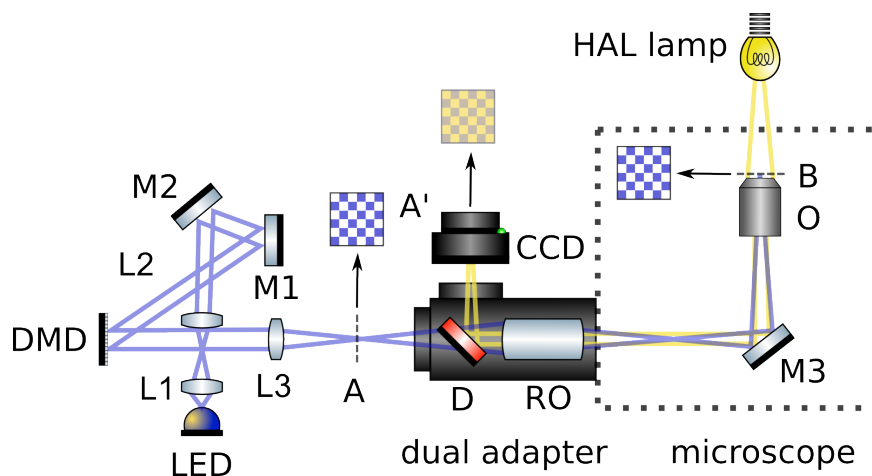 HAL lamp
M2
A'
B
O
L2
CCD
M1
DMD
M3
L1
L3
A
D
RO
LED
dual adapter
microscope